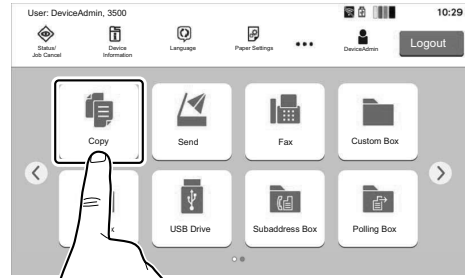 User: DeviceAdmin, 3500
10:29
Status/
Job Cancel
Device
Information
Language
Paper Settings
DeviceAdmin
Logout
Copy
Send
Fax
Custom Box
USB Drive
Subaddress Box
Polling Box